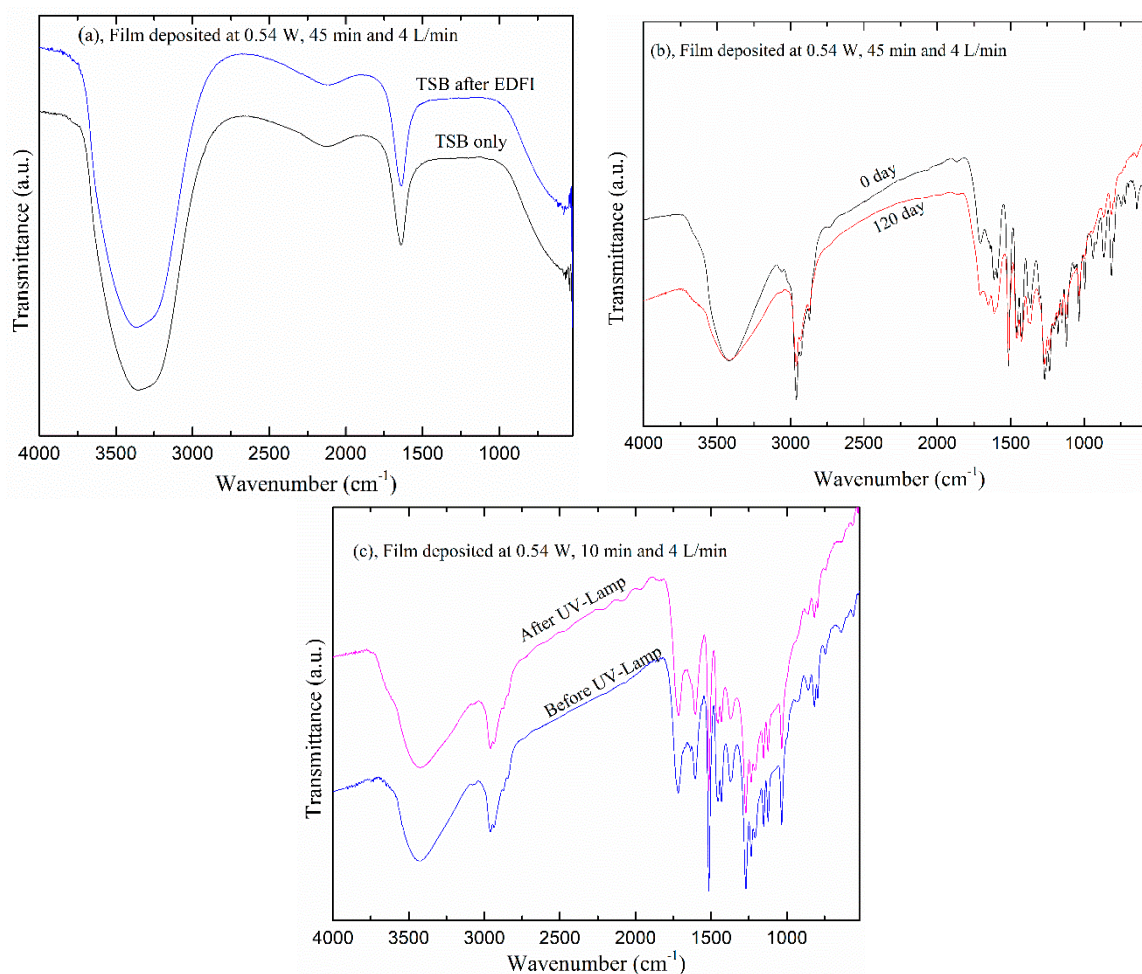 (a), Film deposited at 0.54 W, 45 min and 4 L/min
TSB after EDFI
TSB only
Transmittance (a.u.)
4000 3500 3000 2500 2000 1500 1000
Wavenumber (cm⁻¹)
(b), Film deposited at 0.54 W, 45 min and 4 L/min
0 day
120 day
Transmittance (a.u.)
4000 3500 3000 2500 2000 1500 1000
Wavenumber (cm⁻¹)
(c), Film deposited at 0.54 W, 10 min and 4 L/min
After UV-Lamp
Before UV-Lamp
Transmittance (a.u.)
4000 3500 3000 2500 2000 1500 1000
Wavenumber (cm⁻¹)